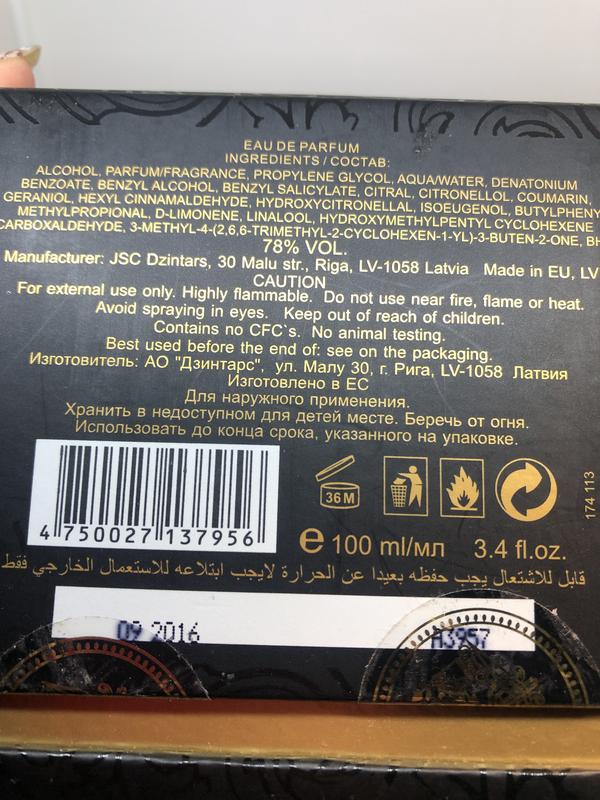 EAU DE PARFUM
INGREDIENTS / СОСТАВ:
ALCOHOL, PARFUM/FRAGRANCE, PROPYLENE GLYCOL, AQUA/WATER, DENATONIUM
BENZOATE, BENZYL ALCOHOL, BENZYL SALICYLATE, CITRAL, CITRONELLOL, COUMARIN,
GERANIOL, HEXYL CINNAMALDEHYDE, HYDROXYCITRONELLAL, ISOEUGENOL, BUTYLPHENY
METHYLPROPIONAL, D-LIMONENE, LINALOOL, HYDROXYMETHYLPENTYL CYCLOHEXENE
CARBOXALDEHYDE, 3-METHYL-4-(2,6,6-TRIMETHYL-2-CYCLOHEXEN-1-YL)-3-BUTEN-2-ONE, BH
78% VOL.
Manufacturer: JSC Dzintars, 30 Malu str., Riga, LV-1058 Latvia Made in EU, LV
CAUTION
For external use only. Highly flammable. Do not use near fire, flame or heat.
Avoid spraying in eyes. Keep out of reach of children.
Contains no CFC`s. No animal testing.
Best used before the end of: see on the packaging.
Изготовитель: АО "Дзинтарс", ул. Малу 30, г. Рига, LV-1058 Латвия
Изготовлено в ЕС
Для наружного применения.
Хранить в недоступном для детей месте. Беречь от огня.
Использовать до конца срока, указанного на упаковке.
36 M
174 113
4 750027 137956
e 100 ml/мл 3.4 fl.oz.
قابل للاشتعال يجب حفظه بعيدا عن الحرارة لايجب ابتلاعه للاستعمال الخارجي فقط
09 2016 A3957